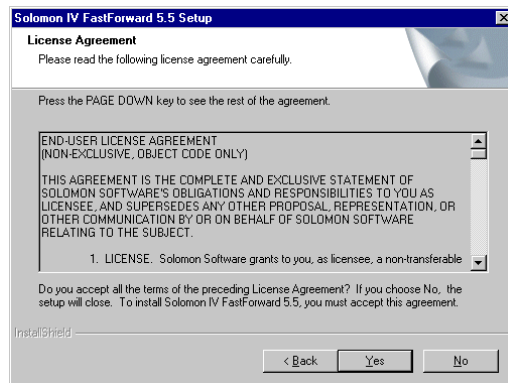 Solomon IV FastForward 5.5 Setup
License Agreement
Please read the following license agreement carefully.
Press the PAGE DOWN key to see the rest of the agreement.
END-USER LICENSE AGREEMENT
(NON-EXCLUSIVE, OBJECT CODE ONLY)
THIS AGREEMENT IS THE COMPLETE AND EXCLUSIVE STATEMENT OF
SOLOMON SOFTWARE'S OBLIGATIONS AND RESPONSIBILITIES TO YOU AS
LICENSEE, AND SUPERSEDES ANY OTHER PROPOSAL, REPRESENTATION, OR
OTHER COMMUNICATION BY OR ON BEHALF OF SOLOMON SOFTWARE
RELATING TO THE SUBJECT.
1. LICENSE. Solomon Software grants to you, as licensee, a non-transferable
Do you accept all the terms of the preceding License Agreement? If you choose No, the
setup will close. To install Solomon IV FastForward 5.5, you must accept this agreement.
InstallShield
< Back Yes No